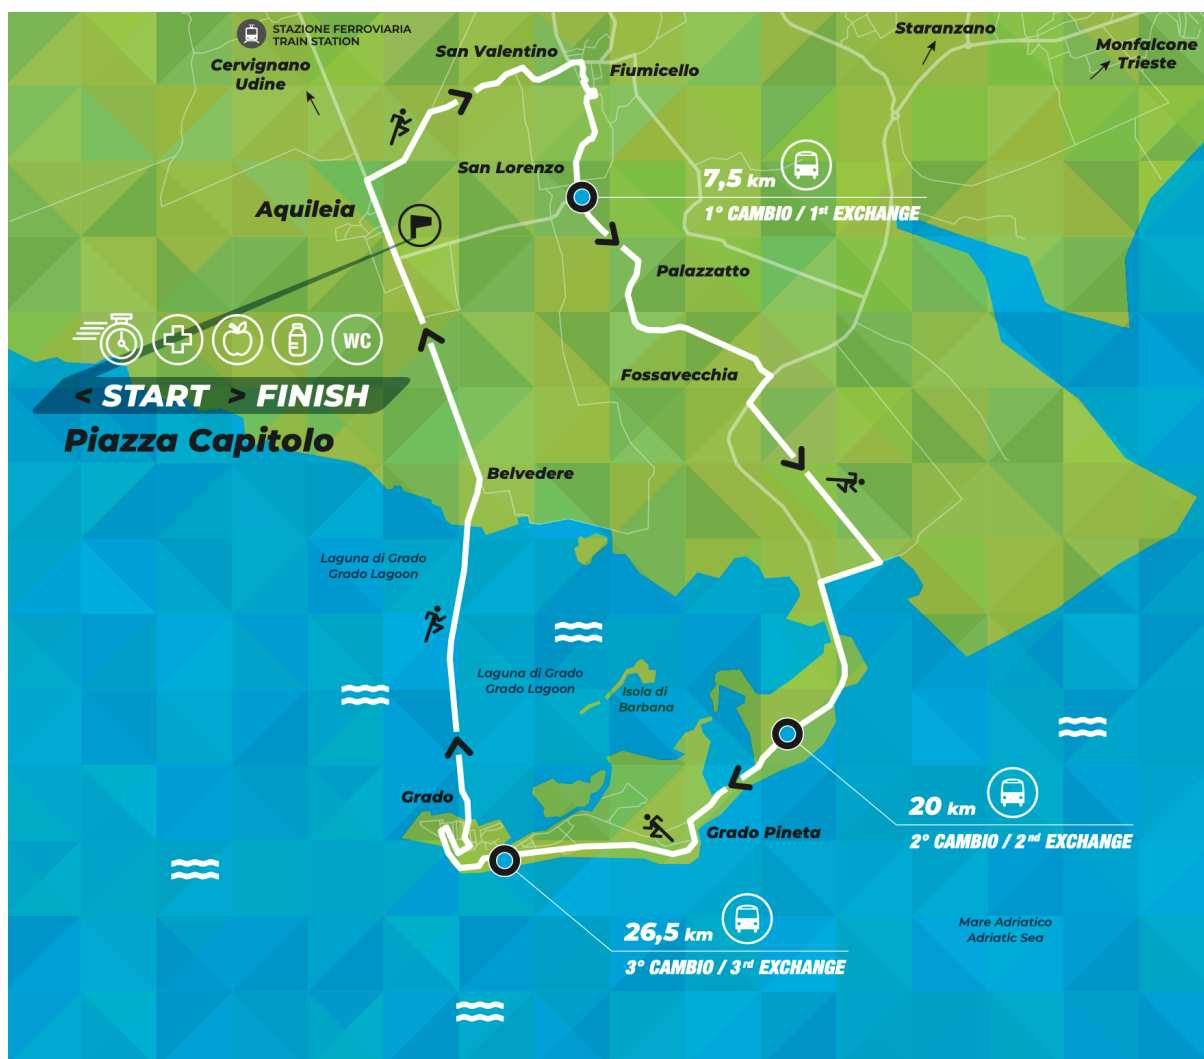 STAZIONE FERROVIARIA
TRAIN STATION
Cervignano
Udine
San Valentino
Fiumicello
Staranzano
Monfalcone
Trieste
San Lorenzo
7,5 km
1° CAMBIO / 1st EXCHANGE
Aquileia
Palazzatto
WC
< START > FINISH
Piazza Capitolo
Fossavecchia
Belvedere
Laguna di Grado
Grado Lagoon
Laguna di Grado
Grado Lagoon
Isola di
Barbana
Grado
Grado Pineta
20 km
2° CAMBIO / 2nd EXCHANGE
26,5 km
3° CAMBIO / 3rd EXCHANGE
Mare Adriatico
Adriatic Sea